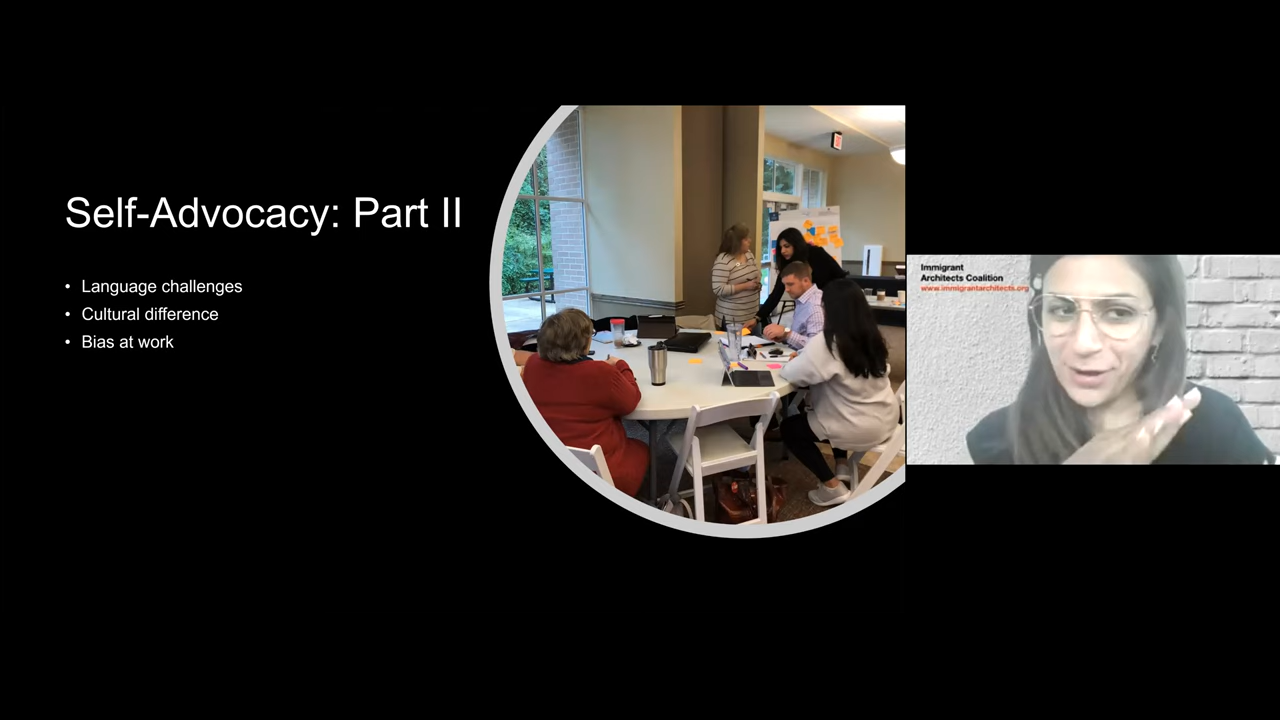 Self-Advocacy: Part II
• Language challenges
• Cultural difference
• Bias at work
Immigrant
Architects Coalition
www.immigrantarchitects.org